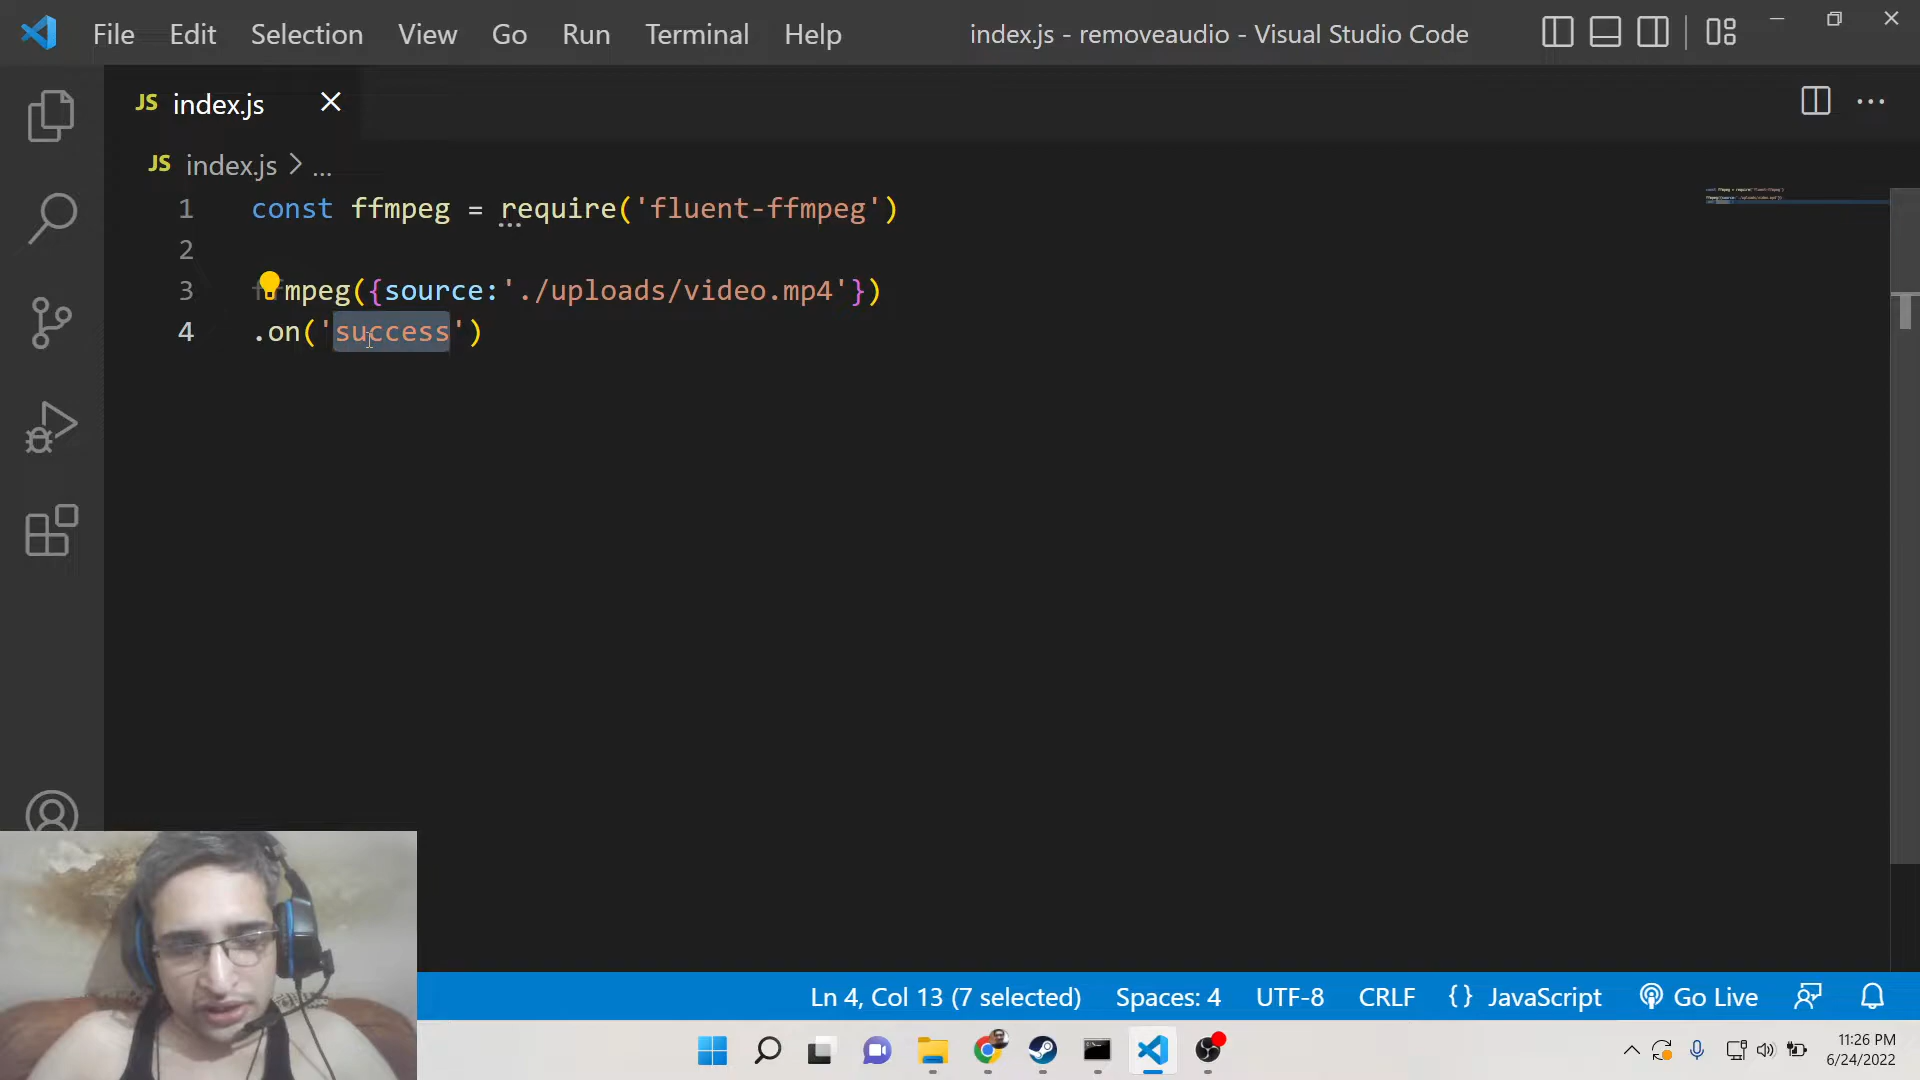 File Edit Selection View Go Run Terminal Help index.js - removeaudio - Visual Studio Code
JS index.js
JS index.js > ...
1 const ffmpeg = require('fluent-ffmpeg')
2
3 ffmpeg({source:'./uploads/video.mp4'})
4 .on('success')
Ln 4, Col 13 (7 selected) Spaces: 4 UTF-8 CRLF {} JavaScript Go Live
11:26 PM
6/24/2022